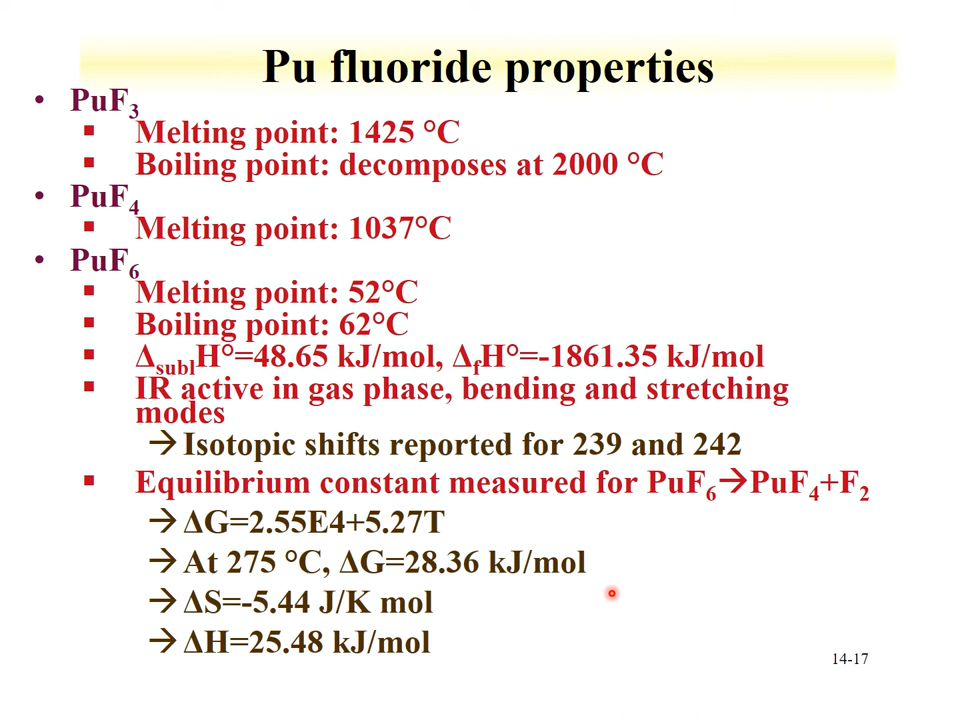 Pu fluoride properties
• PuF₃
▪ Melting point: 1425 °C
▪ Boiling point: decomposes at 2000 °C
• PuF₄
▪ Melting point: 1037°C
• PuF₆
▪ Melting point: 52°C
▪ Boiling point: 62°C
▪ ΔsublH°=48.65 kJ/mol, ΔfH°=-1861.35 kJ/mol
▪ IR active in gas phase, bending and stretching
modes
→ Isotopic shifts reported for 239 and 242
▪ Equilibrium constant measured for PuF₆→PuF₄+F₂
→ ΔG=2.55E4+5.27T
→ At 275 °C, ΔG=28.36 kJ/mol
→ ΔS=-5.44 J/K mol
→ ΔH=25.48 kJ/mol
14-17